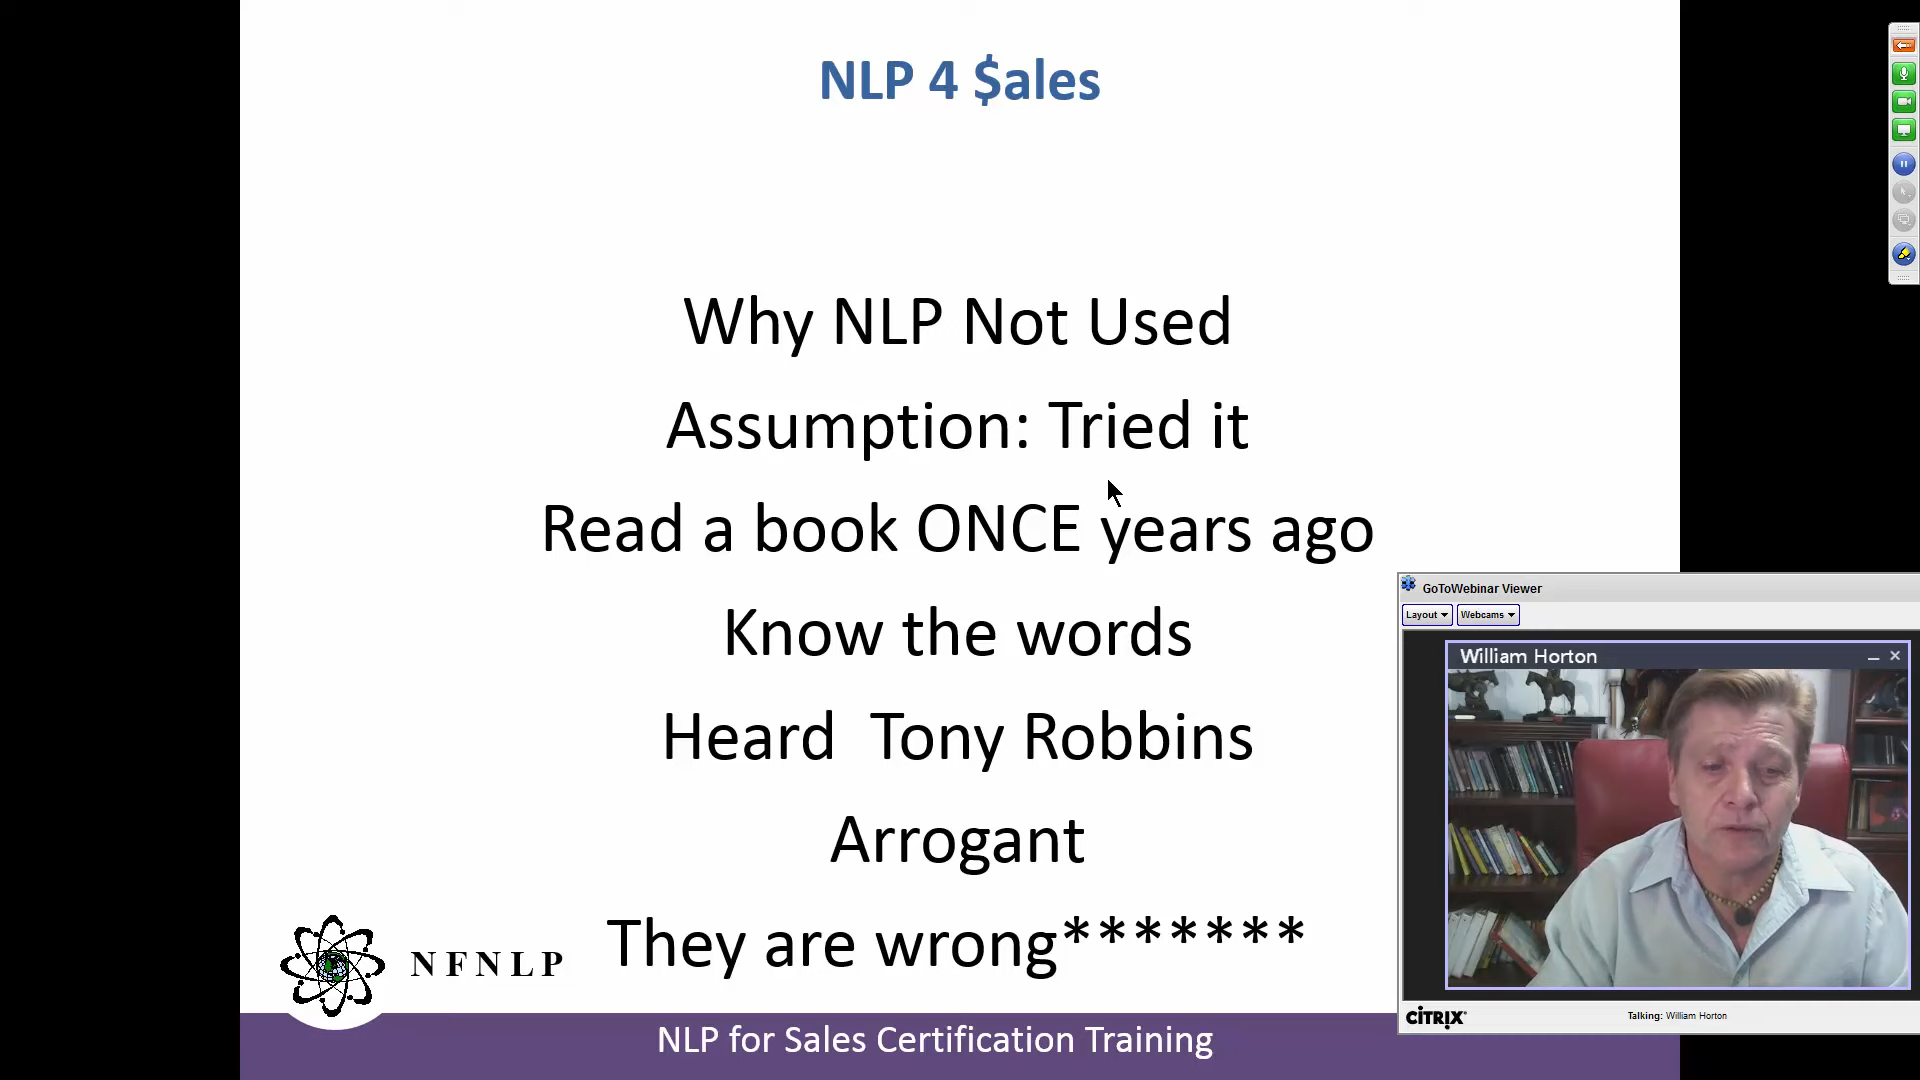 NLP 4 $ales
Why NLP Not Used
Assumption: Tried it
Read a book ONCE years ago
Know the words
Heard  Tony Robbins
Arrogant
They are wrong*******
NFNLP
NLP for Sales Certification Training
GoToWebinar Viewer
Layout
Webcams
William Horton
CITRIX
Talking: William Horton